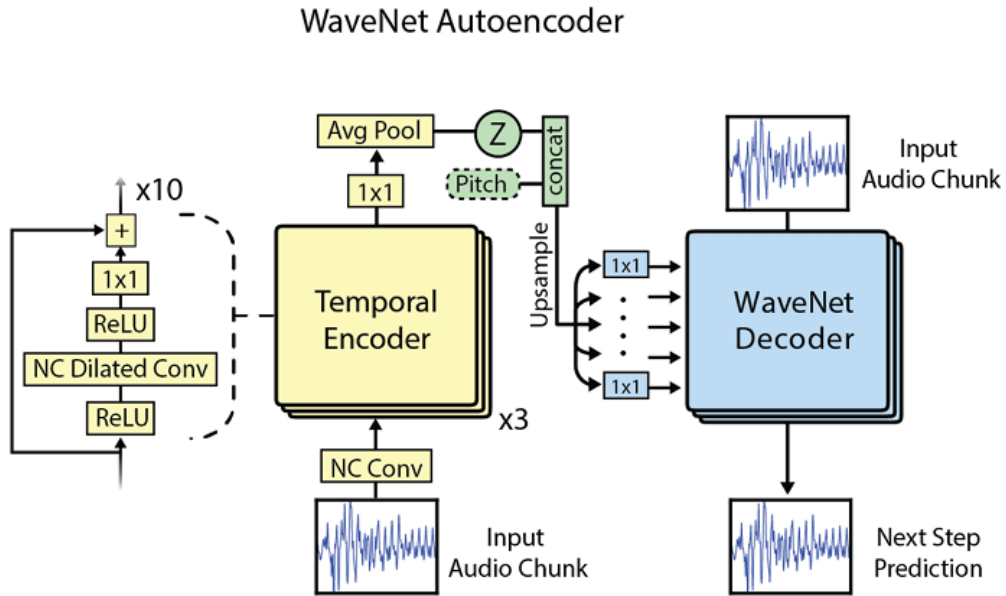 WaveNet Autoencoder
x10
+
1x1
ReLU
NC Dilated Conv
ReLU
Avg Pool
1x1
Temporal
Encoder
x3
NC Conv
Input
Audio Chunk
Z
Pitch
concat
Upsample
1x1
1x1
Input
Audio Chunk
WaveNet
Decoder
Next Step
Prediction